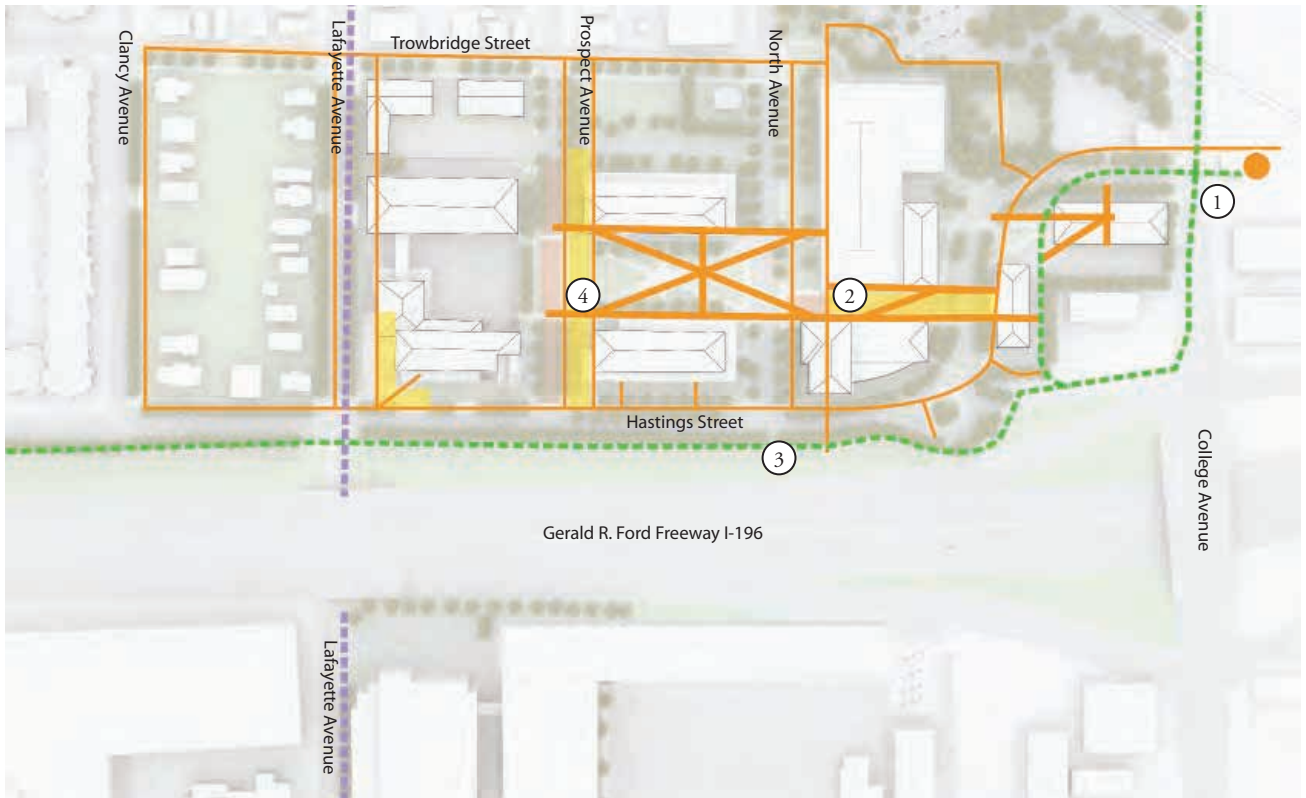 Clancy Avenue
Lafayette Avenue
Trowbridge Street
Prospect Avenue
North Avenue
1
4
2
Hastings Street
3
College Avenue
Gerald R. Ford Freeway I-196
Lafayette Avenue